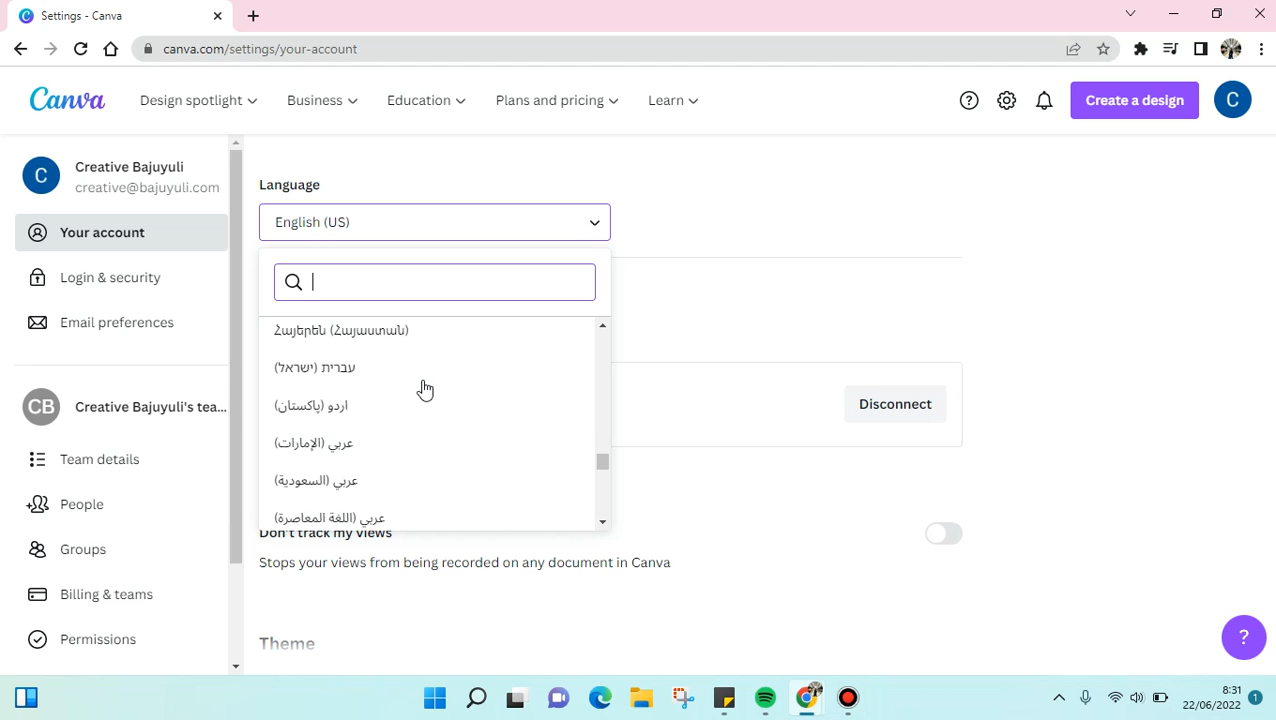 Settings - Canva
canva.com/settings/your-account
Canva
Design spotlight
Business
Education
Plans and pricing
Learn
Create a design
C
C
Creative Bajuyuli
creative@bajuyuli.com
Your account
Login & security
Email preferences
CB
Creative Bajuyuli's tea...
Team details
People
Groups
Billing & teams
Permissions
Language
English (US)
Հայերեն (Հայաստան)
עברית (ישראל)
اردو (پاکستان)
عربي (الإمارات)
عربي (السعودية)
عربي (اللغة المعاصرة)
Disconnect
Don't track my views
Stops your views from being recorded on any document in Canva
Theme
?
8:31
22/06/2022
1